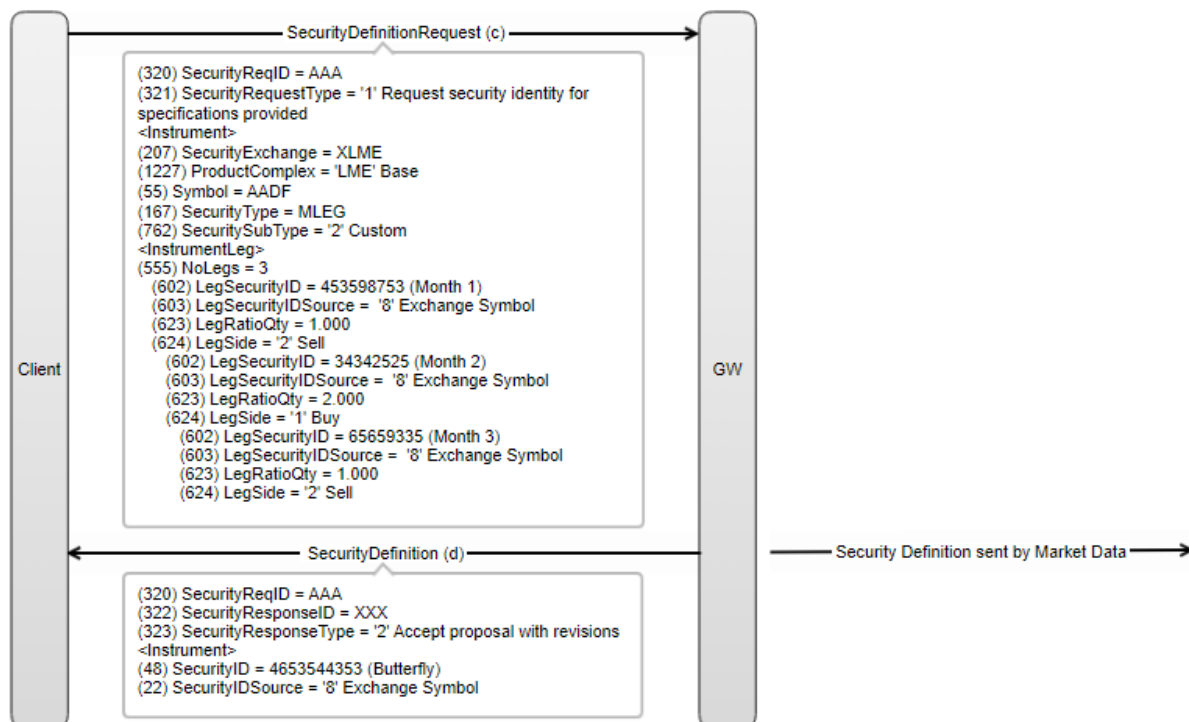 SecurityDefinitionRequest (c)
(320) SecurityReqID = AAA
(321) SecurityRequestType = '1' Request security identity for
specifications provided
<Instrument>
(207) SecurityExchange = XLME
(1227) ProductComplex = 'LME' Base
(55) Symbol = AADF
(167) SecurityType = MLEG
(762) SecuritySubType = '2' Custom
<InstrumentLeg>
(555) NoLegs = 3
(602) LegSecurityID = 453598753 (Month 1)
(603) LegSecurityIDSource =  '8' Exchange Symbol
(623) LegRatioQty = 1.000
(624) LegSide = '2' Sell
(602) LegSecurityID = 34342525 (Month 2)
(603) LegSecurityIDSource =  '8' Exchange Symbol
(623) LegRatioQty = 2.000
(624) LegSide = '1' Buy
(602) LegSecurityID = 65659335 (Month 3)
(603) LegSecurityIDSource =  '8' Exchange Symbol
(623) LegRatioQty = 1.000
(624) LegSide = '2' Sell
Client
GW
SecurityDefinition (d)
Security Definition sent by Market Data
(320) SecurityReqID = AAA
(322) SecurityResponseID = XXX
(323) SecurityResponseType = '2' Accept proposal with revisions
<Instrument>
(48) SecurityID = 4653544353 (Butterfly)
(22) SecurityIDSource = '8' Exchange Symbol